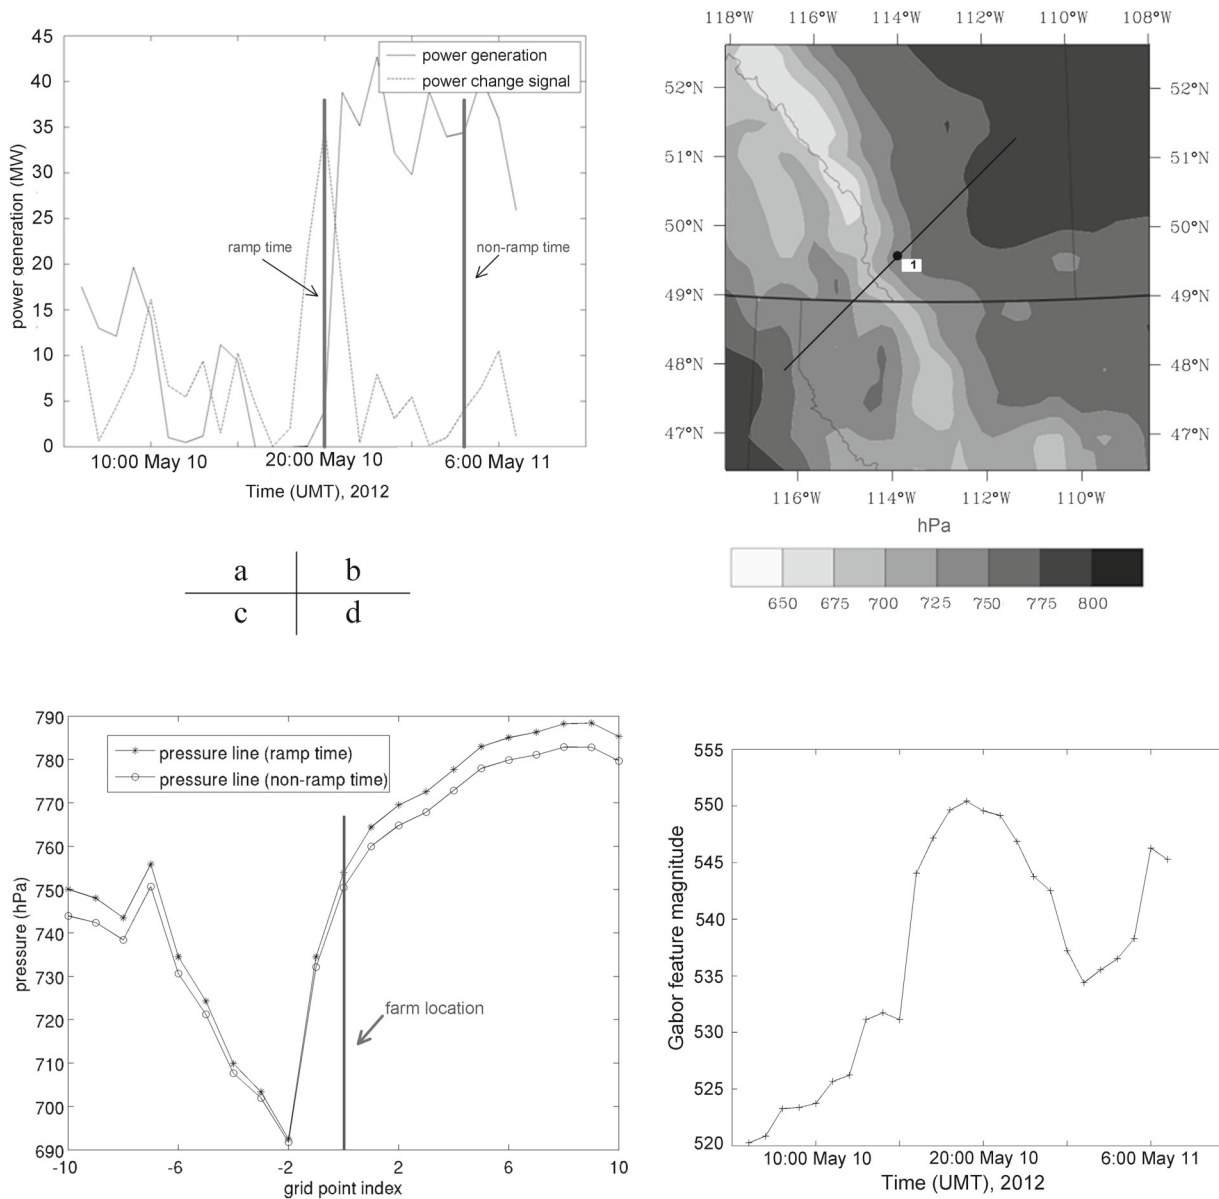 45
40
35
30
25
20
15
10
5
0
power generation (MW)
power generation
power change signal
ramp time
non-ramp time
10:00 May 10
20:00 May 10
6:00 May 11
Time (UMT), 2012
118°W
116°W
114°W
112°W
110°W
108°W
52°N
51°N
50°N
49°N
48°N
47°N
52°N
51°N
50°N
49°N
48°N
47°N
1
116°W
114°W
112°W
110°W
hPa
650
675
700
725
750
775
800
a
b
c
d
790
780
770
760
750
740
730
720
710
700
690
pressure (hPa)
pressure line (ramp time)
pressure line (non-ramp time)
farm location
-10
-6
-2
2
6
10
grid point index
555
550
545
540
535
530
525
520
Gabor feature magnitude
10:00 May 10
20:00 May 10
6:00 May 11
Time (UMT), 2012